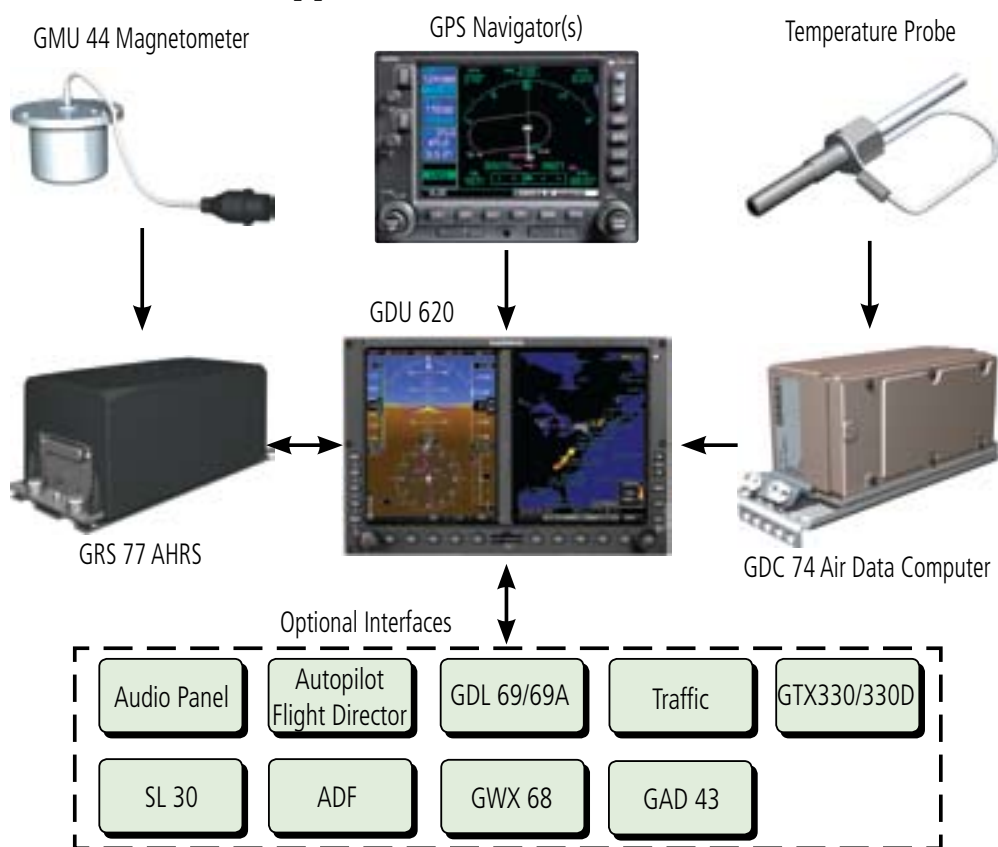 GMU 44 Magnetometer
GPS Navigator(s)
Temperature Probe
GDU 620
GRS 77 AHRS
GDC 74 Air Data Computer
Optional Interfaces
Audio Panel
Autopilot
Flight Director
GDL 69/69A
Traffic
GTX330/330D
SL 30
ADF
GWX 68
GAD 43